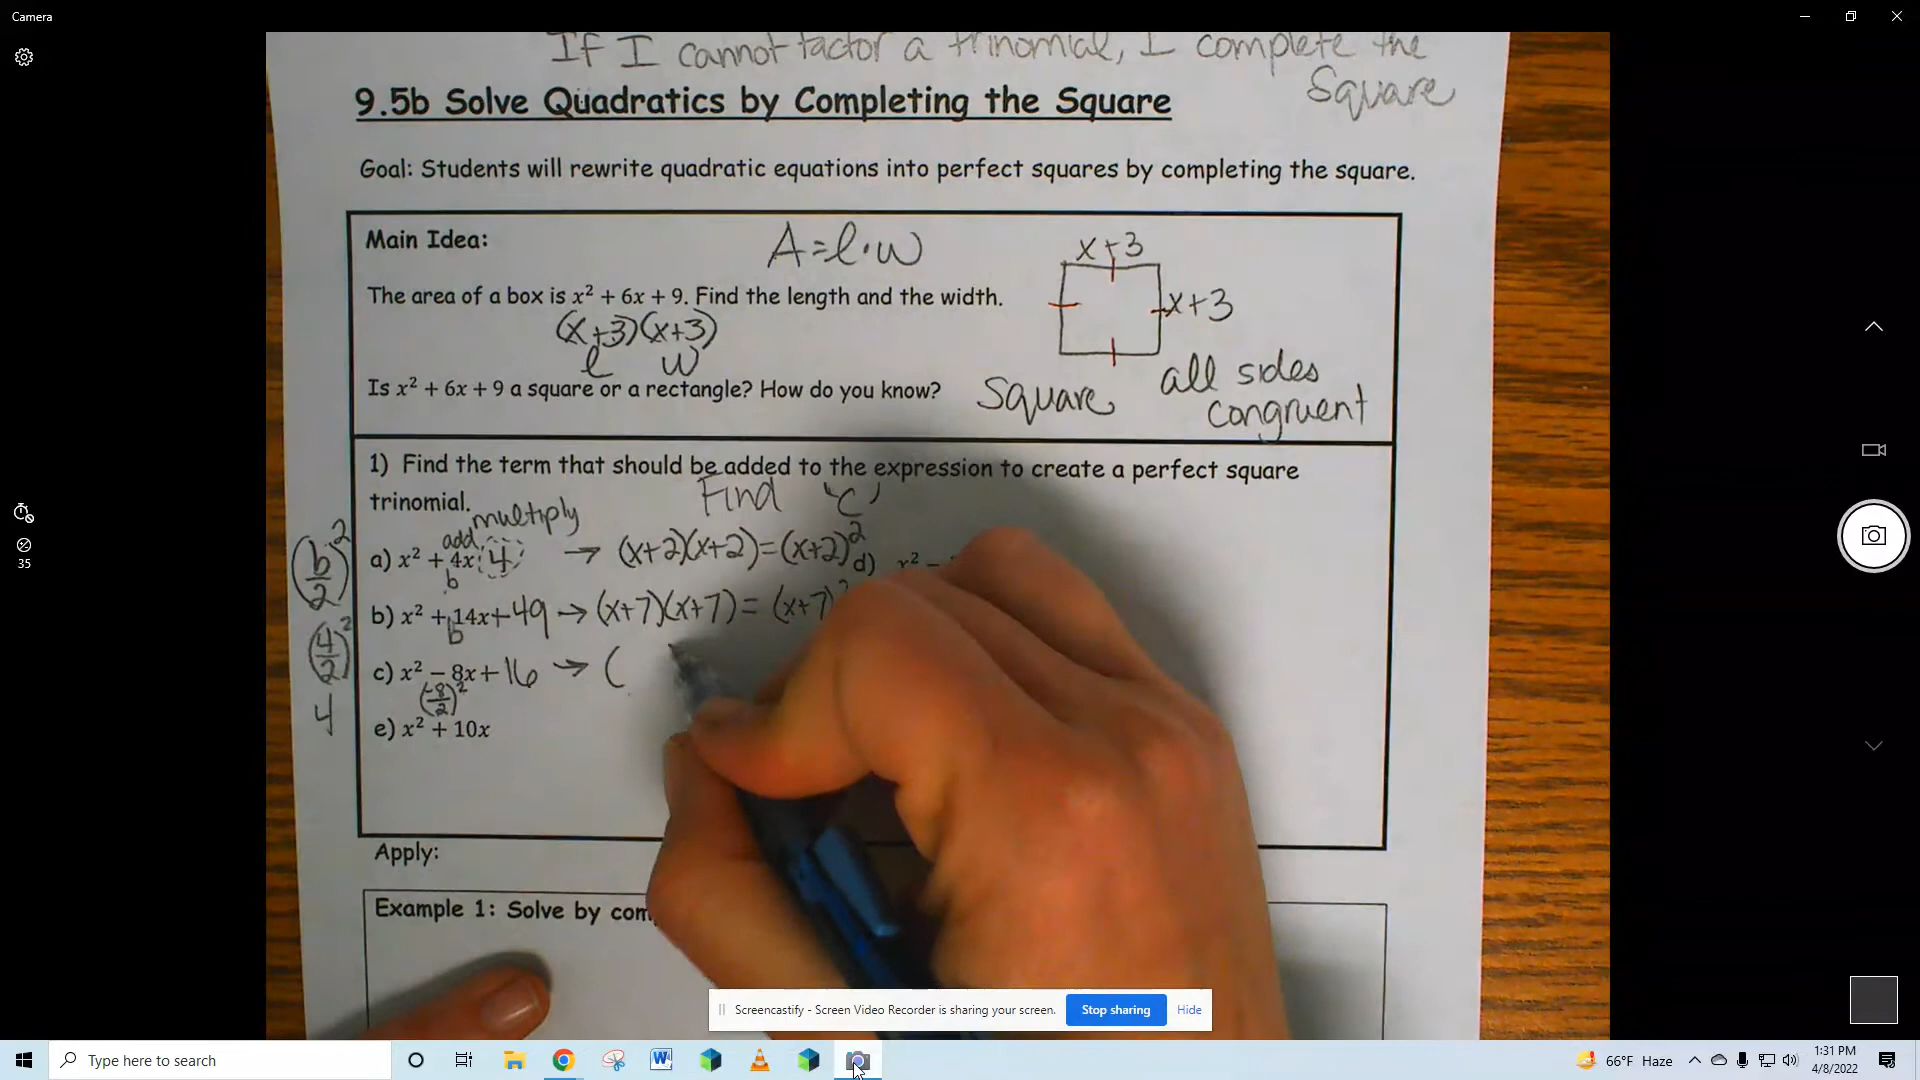 Camera
If I cannot factor a trinomial, I complete the
Square
9.5b Solve Quadratics by Completing the Square
Goal: Students will rewrite quadratic equations into perfect squares by completing the square.
Main Idea:
A=l·w
x+3
The area of a box is x² + 6x + 9. Find the length and the width.
x+3
(x+3)(x+3)
l w
Is x² + 6x + 9 a square or a rectangle? How do you know?
Square
all sides
congruent
1) Find the term that should be added to the expression to create a perfect square
trinomial.
Find "c"
add multiply
(b/2)²
a) x² + 4x 4 → (x+2)(x+2)=(x+2)²
b
d) x² −
b) x² + 14x+49 → (x+7)(x+7) = (x+7)²
b
(4/2)²
c) x² − 8x+16 → (
(-8/2)²
4
e) x² + 10x
Apply:
Example 1: Solve by com
35
Screencastify - Screen Video Recorder is sharing your screen.
Stop sharing
Hide
Type here to search
66°F Haze
1:31 PM
4/8/2022